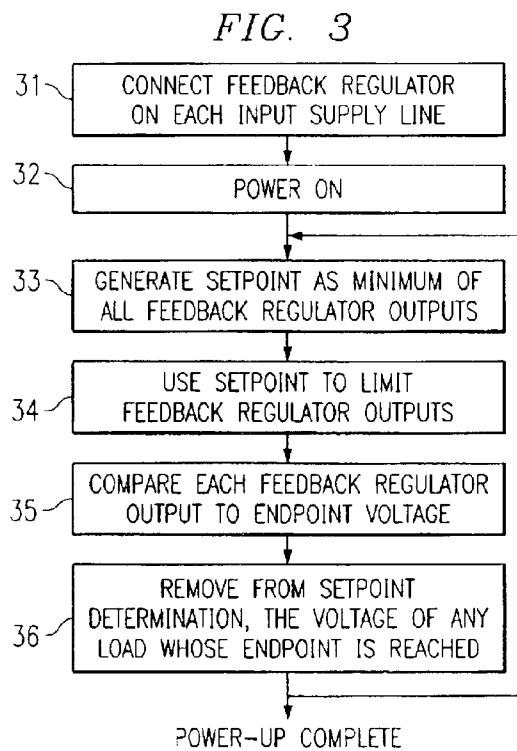 FIG. 3
31
CONNECT FEEDBACK REGULATOR
ON EACH INPUT SUPPLY LINE
32
POWER ON
33
GENERATE SETPOINT AS MINIMUM OF
ALL FEEDBACK REGULATOR OUTPUTS
34
USE SETPOINT TO LIMIT
FEEDBACK REGULATOR OUTPUTS
35
COMPARE EACH FEEDBACK REGULATOR
OUTPUT TO ENDPOINT VOLTAGE
36
REMOVE FROM SETPOINT
DETERMINATION, THE VOLTAGE OF ANY
LOAD WHOSE ENDPOINT IS REACHED
POWER-UP COMPLETE